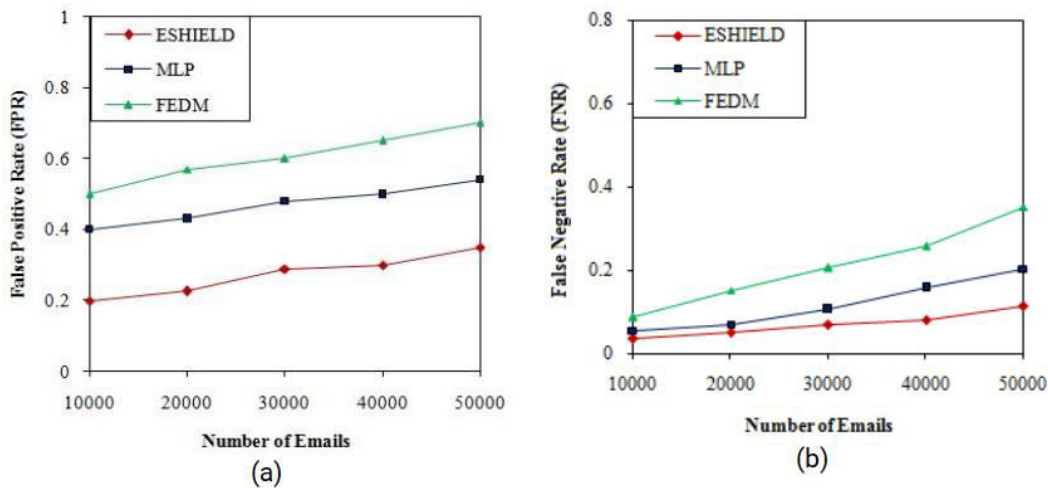 1
ESHIELD
MLP
FEDM
0.8
0.6
0.4
0.2
0
False Positive Rate (FPR)
10000 20000 30000 40000 50000
Number of Emails
(a)
0.8
ESHIELD
MLP
FEDM
0.6
0.4
0.2
0
False Negative Rate (FNR)
10000 20000 30000 40000 50000
Number of Emails
(b)